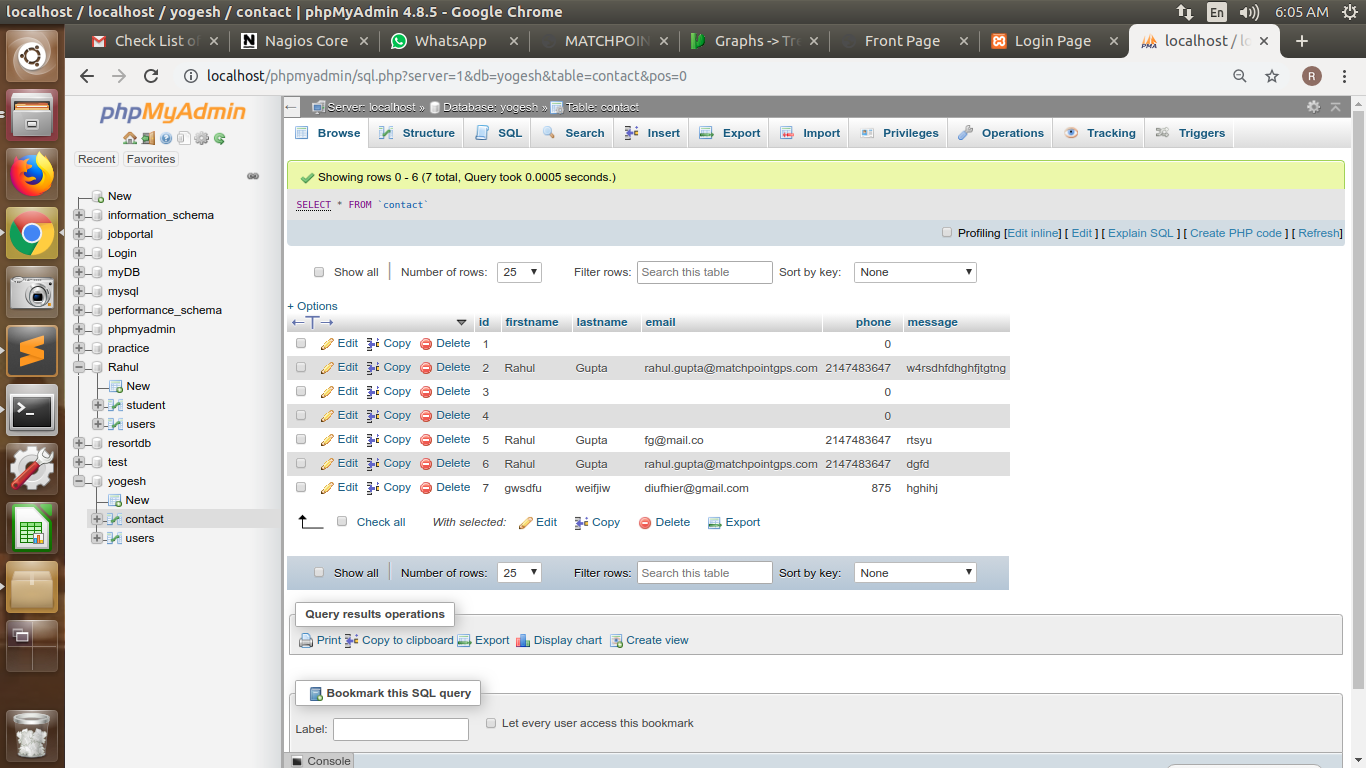 localhost / localhost / yogesh / contact | phpMyAdmin 4.8.5 - Google Chrome
En
6:05 AM
Check List of
Nagios Core
WhatsApp
MATCHPOIN
Graphs -> Tre
Front Page
Login Page
PMA
localhost / lo
localhost/phpmyadmin/sql.php?server=1&db=yogesh&table=contact&pos=0
R
phpMyAdmin
Recent
Favorites
New
information_schema
jobportal
Login
myDB
mysql
performance_schema
phpmyadmin
practice
Rahul
New
student
users
resortdb
test
yogesh
New
contact
users
Server: localhost » Database: yogesh » Table: contact
Browse
Structure
SQL
Search
Insert
Export
Import
Privileges
Operations
Tracking
Triggers
Showing rows 0 - 6 (7 total, Query took 0.0005 seconds.)
SELECT * FROM `contact`
Profiling [Edit inline] [ Edit ] [ Explain SQL ] [ Create PHP code ] [ Refresh]
Show all
Number of rows:
25
Filter rows:
Search this table
Sort by key:
None
+ Options
id firstname lastname email phone message
Edit Copy Delete 1 0
Edit Copy Delete 2 Rahul Gupta rahul.gupta@matchpointgps.com 2147483647 w4rsdhfdhghfjtgtng
Edit Copy Delete 3 0
Edit Copy Delete 4 0
Edit Copy Delete 5 Rahul Gupta fg@mail.co 2147483647 rtsyu
Edit Copy Delete 6 Rahul Gupta rahul.gupta@matchpointgps.com 2147483647 dgfd
Edit Copy Delete 7 gwsdfu weifjiw diufhier@gmail.com 875 hghihj
Check all
With selected:
Edit
Copy
Delete
Export
Show all
Number of rows:
25
Filter rows:
Search this table
Sort by key:
None
Query results operations
Print
Copy to clipboard
Export
Display chart
Create view
Bookmark this SQL query
Label:
Let every user access this bookmark
Console